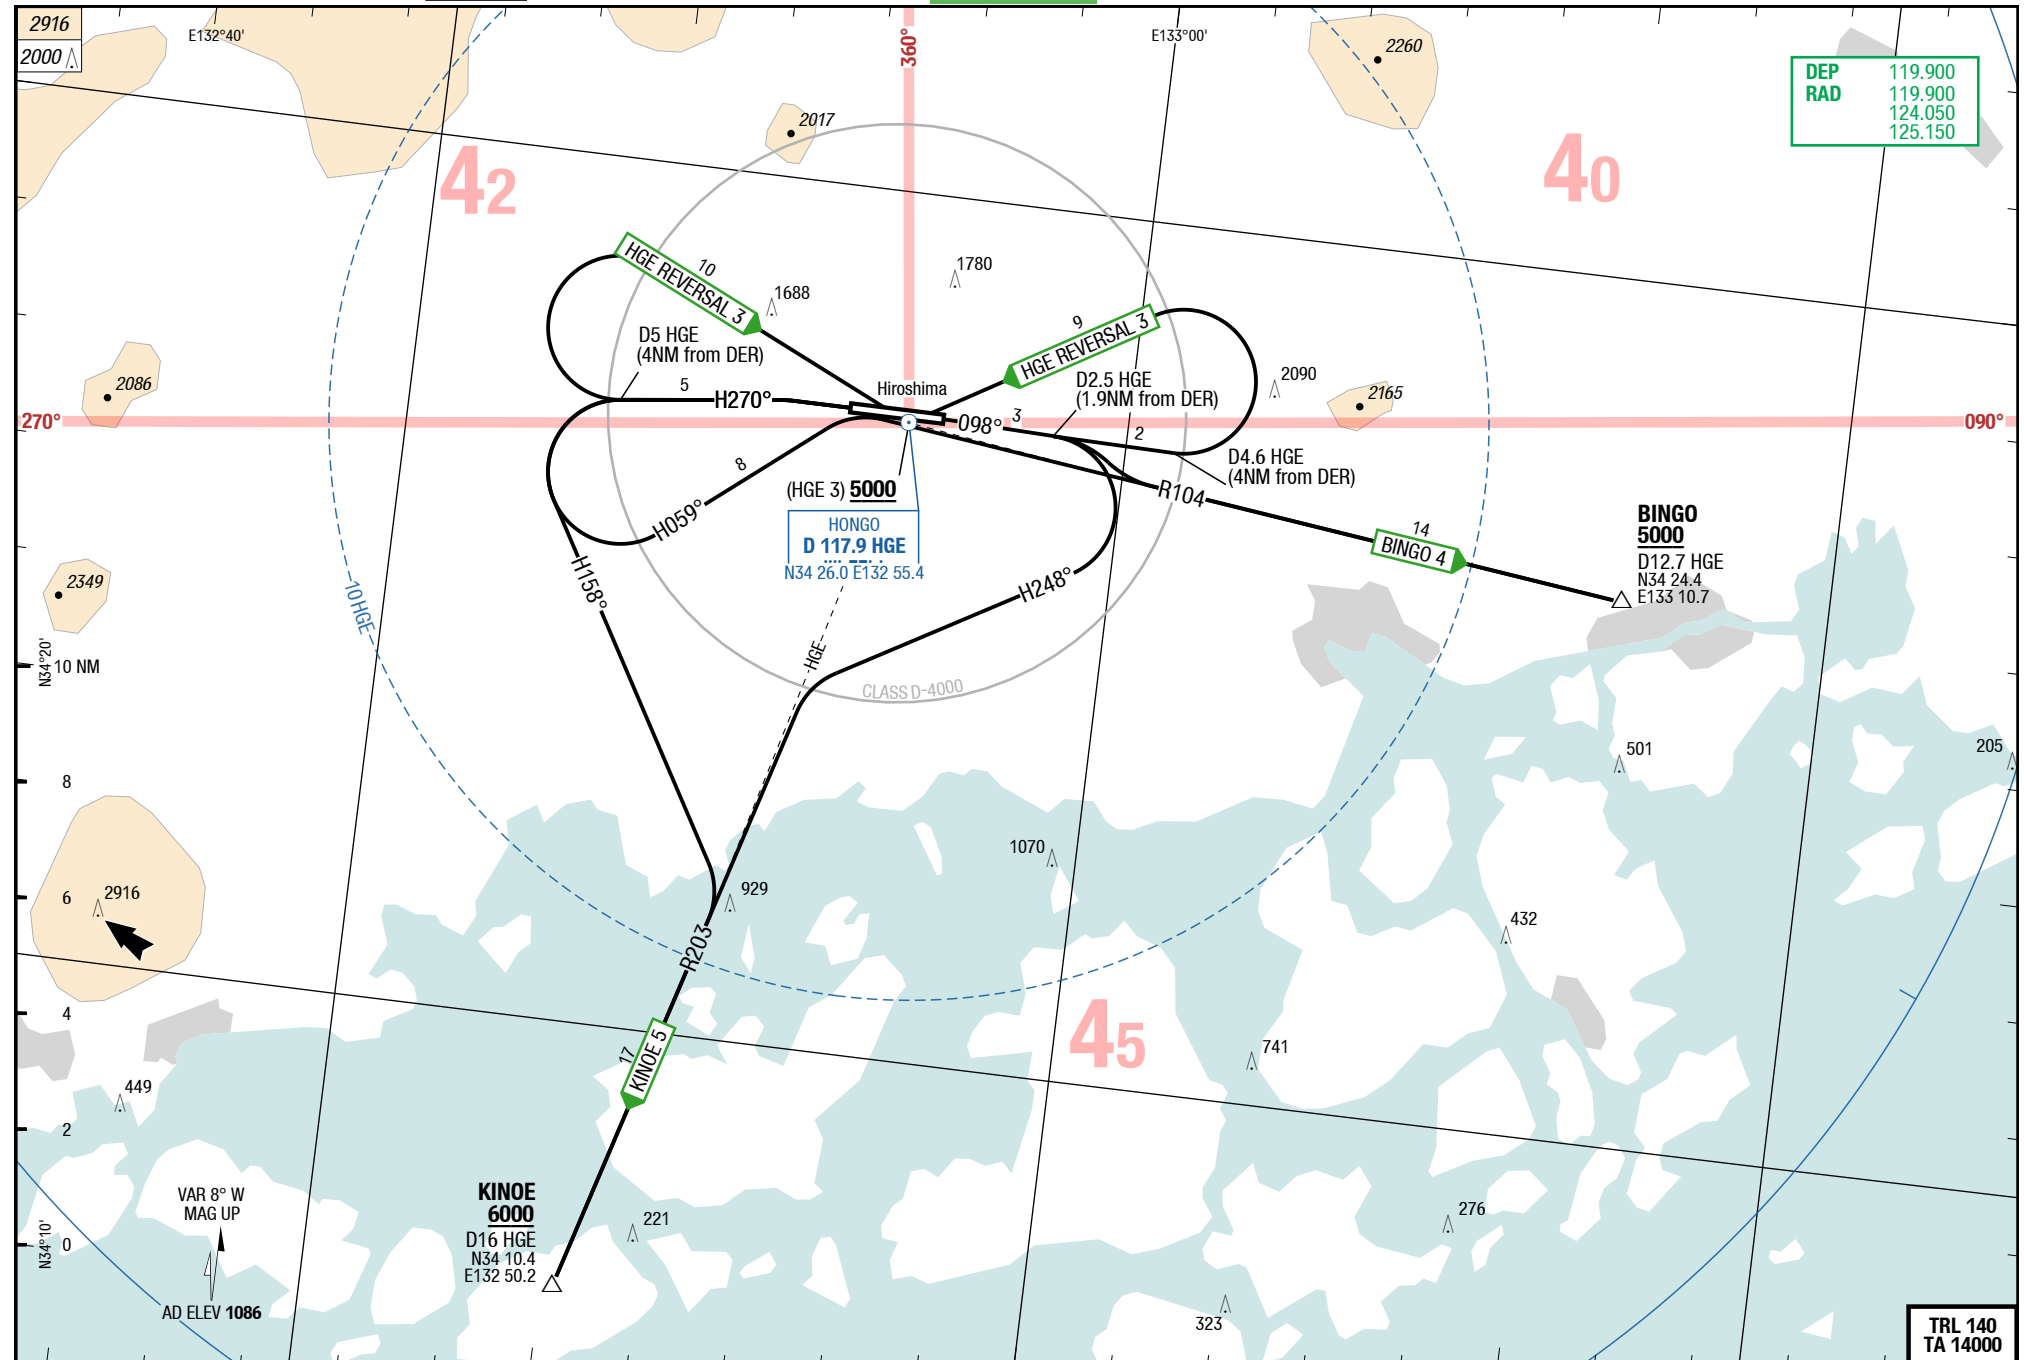 2916
2000
E132°40'
360°
E133°00'
2260
DEP 119.900
RAD 119.900
124.050
125.150
2017
42
40
HGE REVERSAL 3
10
1688
1780
9
HGE REVERSAL 3
D5 HGE
(4NM from DER)
2086
5
H270°
Hiroshima
D2.5 HGE
(1.9NM from DER)
2090
2165
270°
098°
3
2
090°
8
D4.6 HGE
(4NM from DER)
(HGE 3) 5000
R104
HONGO
D 117.9 HGE
N34 26.0 E132 55.4
H059°
14
BINGO 4
BINGO
5000
D12.7 HGE
N34 24.4
E133 10.7
2349
10 HGE
H158°
H248°
HGE
N34°20'
10 NM
CLASS D-4000
501
205
8
1070
2916
6
929
432
R203
4
45
741
17
KINOE 5
449
2
VAR 8° W
MAG UP
KINOE
6000
D16 HGE
N34 10.4
E132 50.2
221
276
N34°10'
0
AD ELEV 1086
323
TRL 140
TA 14000